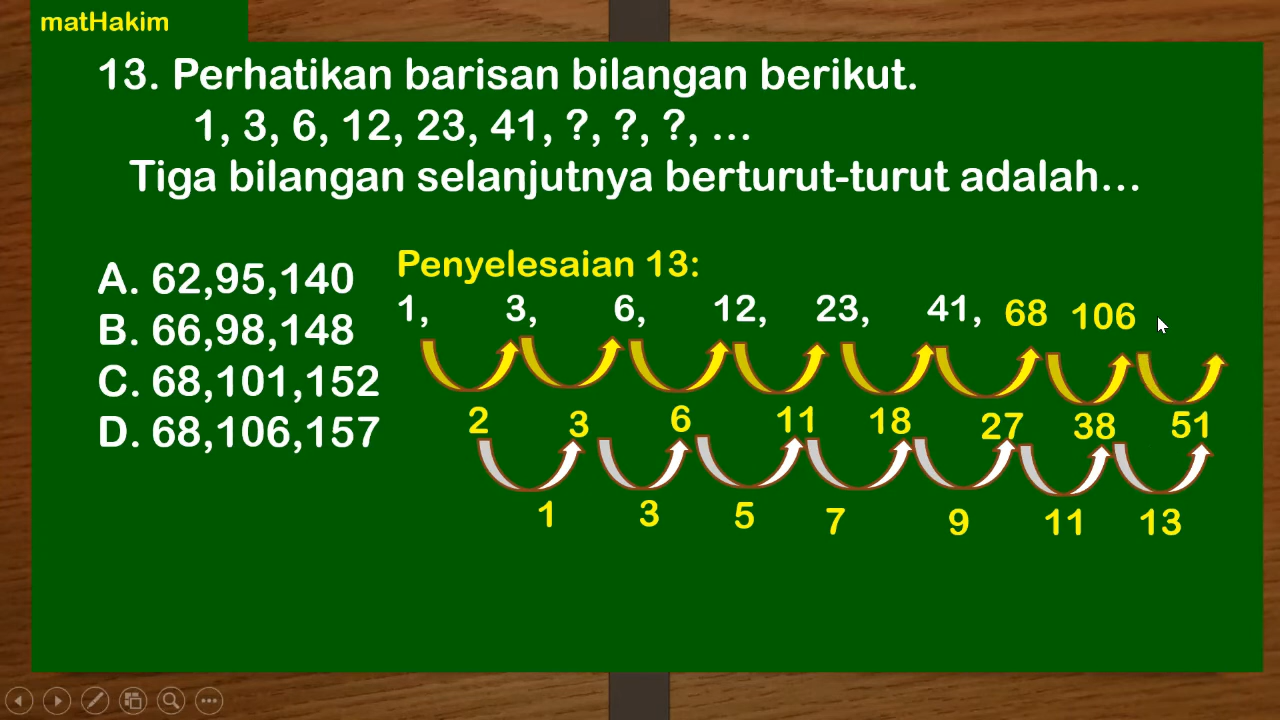 matHakim
13. Perhatikan barisan bilangan berikut.
1, 3, 6, 12, 23, 41, ?, ?, ?, ...
Tiga bilangan selanjutnya berturut-turut adalah...
A. 62,95,140
B. 66,98,148
C. 68,101,152
D. 68,106,157
Penyelesaian 13:
1, 3, 6, 12, 23, 41, 68 106
2 3 6 11 18 27 38 51
1 3 5 7 9 11 13